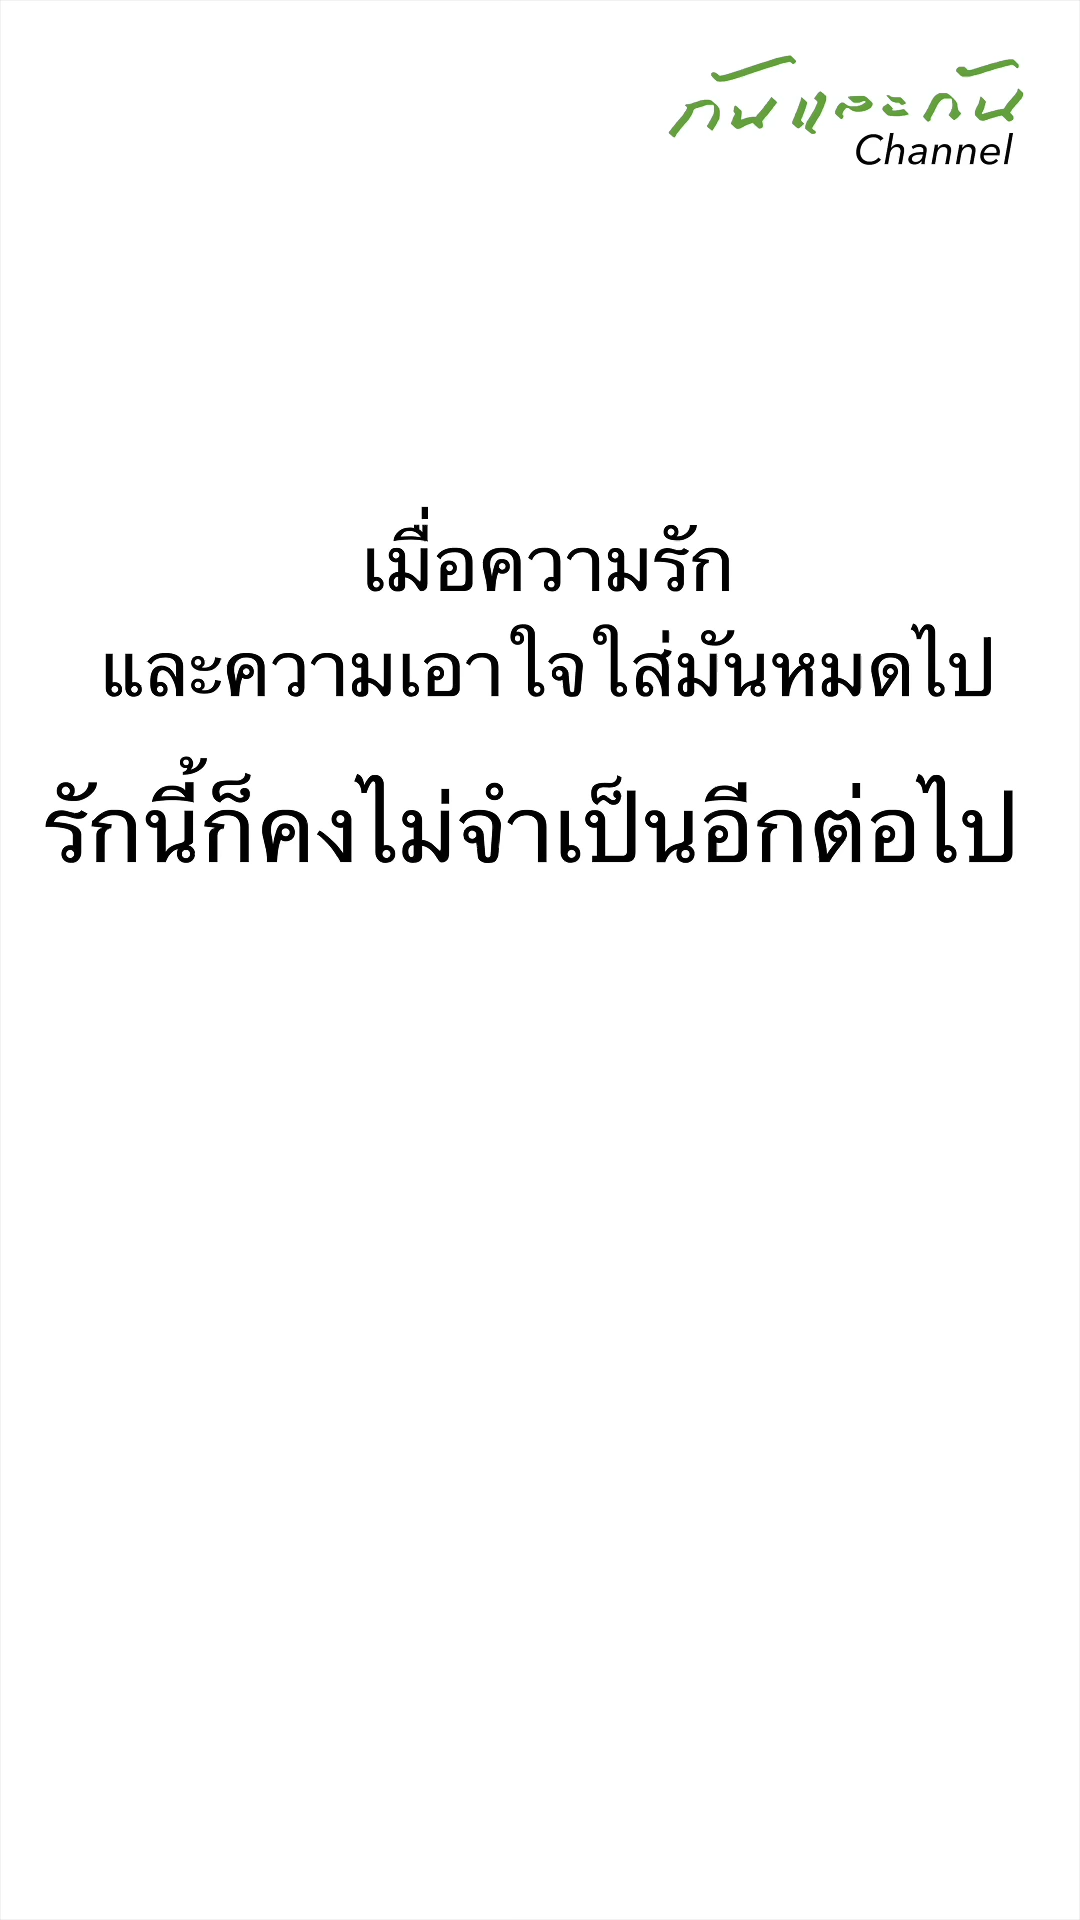 กันและกัน
Channel
เมื่อความรัก
และความเอาใจใส่มันหมดไป
รักนี้ก็คงไม่จำเป็นอีกต่อไป